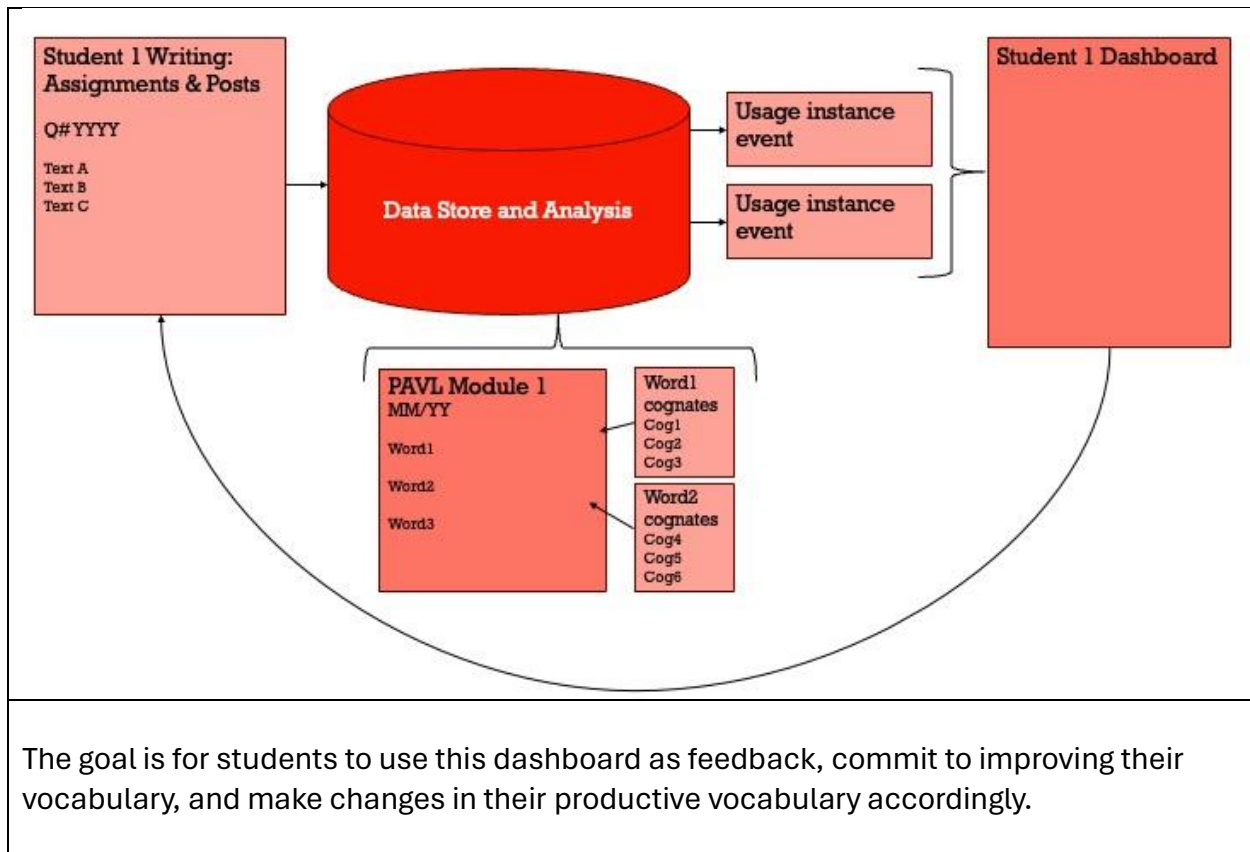 Student 1 Writing:
Assignments & Posts
Q# YYYY
Text A
Text B
Text C
Data Store and Analysis
Usage instance
event
Usage instance
event
Student 1 Dashboard
PAVL Module 1
MM/YY
Word1
Word2
Word3
Word1
cognates
Cog1
Cog2
Cog3
Word2
cognates
Cog4
Cog5
Cog6
The goal is for students to use this dashboard as feedback, commit to improving their
vocabulary, and make changes in their productive vocabulary accordingly.